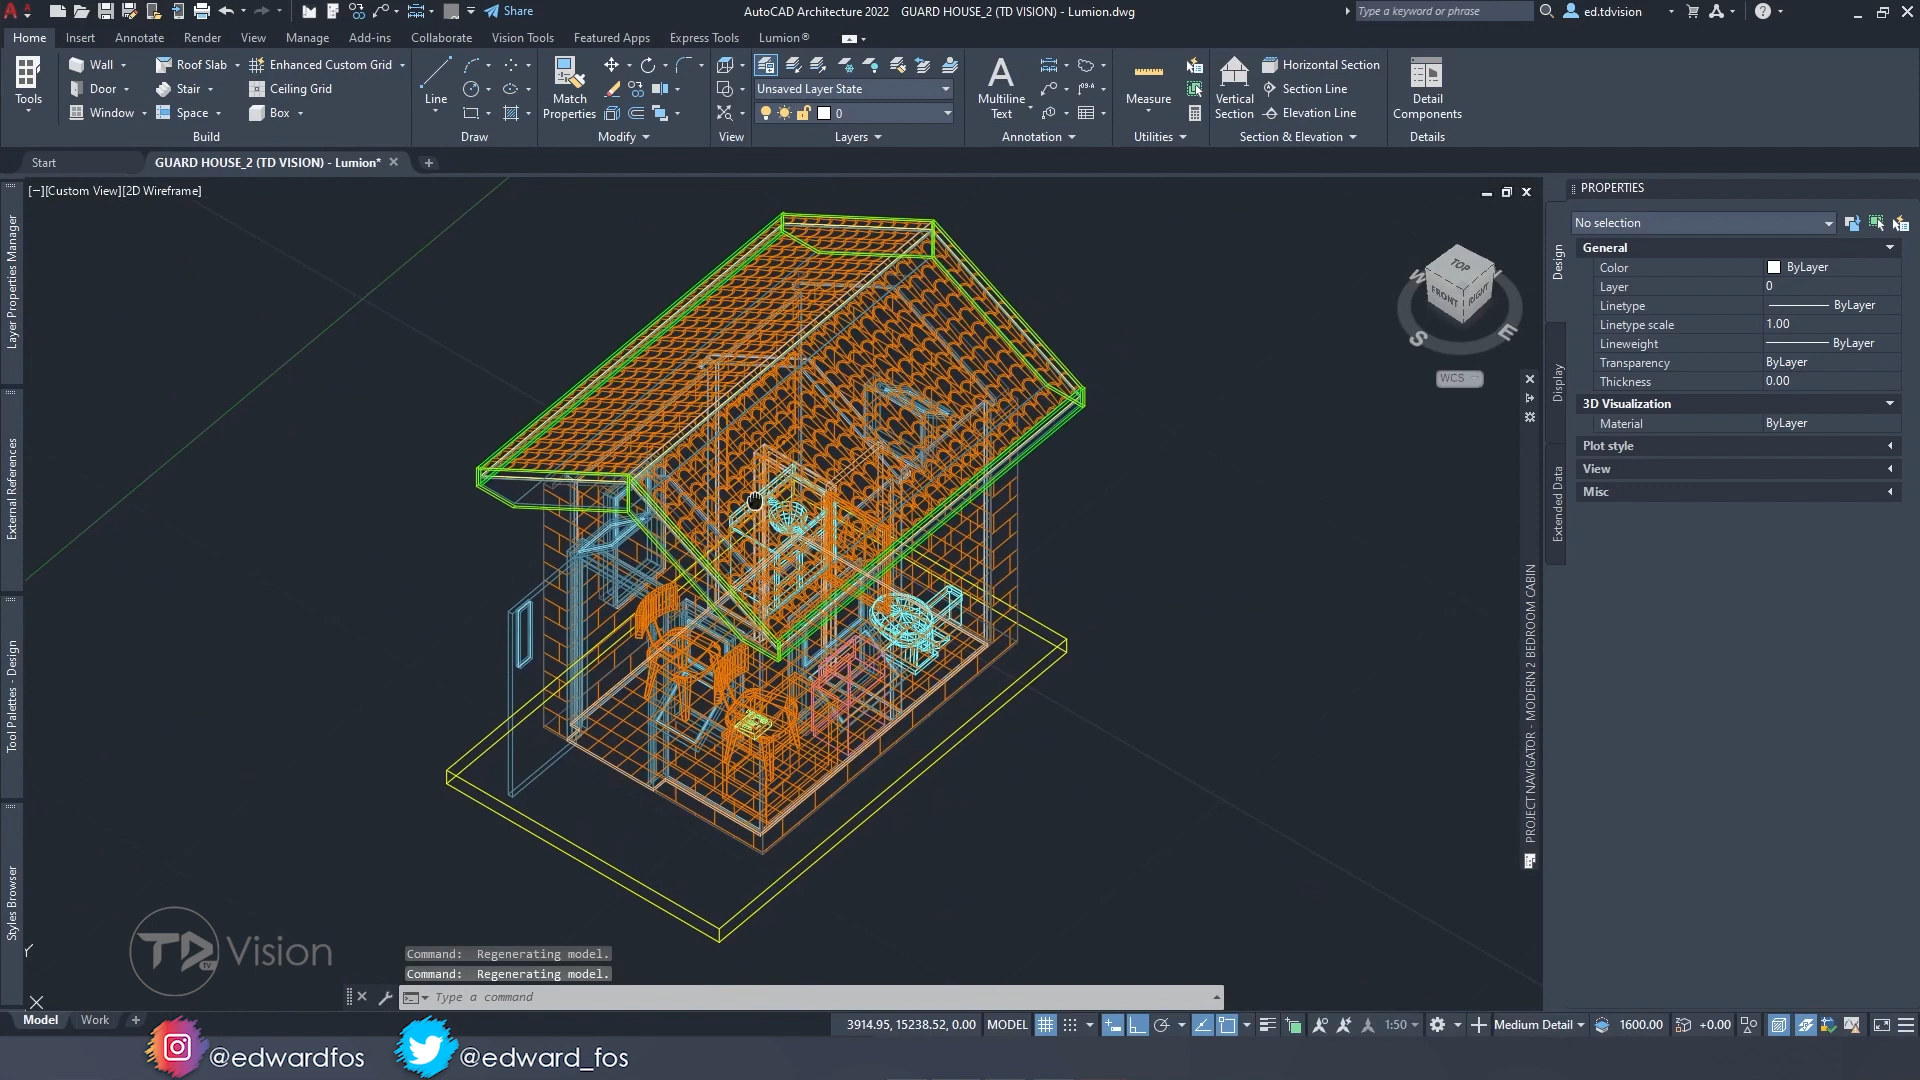 AutoCAD Architecture 2022 GUARD HOUSE_2 (TD VISION) - Lumion.dwg
Share
Type a keyword or phrase
ed.tdvision
Home Insert Annotate Render View Manage Add-ins Collaborate Vision Tools Featured Apps Express Tools Lumion®
Tools
Wall Roof Slab Enhanced Custom Grid
Door Stair Ceiling Grid
Window Space Box
Build
Line
Draw
Match Properties
Modify
View
Unsaved Layer State
0
Layers
Multiline Text
Annotation
Measure
Utilities
Vertical Section
Horizontal Section
Section Line
Elevation Line
Section & Elevation
Detail Components
Details
Start
GUARD HOUSE_2 (TD VISION) - Lumion*
[−][Custom View][2D Wireframe]
Layer Properties Manager
External References
Tool Palettes - Design
Styles Browser
TOP
FRONT
RIGHT
W
S
E
WCS
PROJECT NAVIGATOR - MODERN 2 BEDROOM CABIN
Design
Display
Extended Data
PROPERTIES
No selection
General
Color ByLayer
Layer 0
Linetype ByLayer
Linetype scale 1.00
Lineweight ByLayer
Transparency ByLayer
Thickness 0.00
3D Visualization
Material ByLayer
Plot style
View
Misc
TD TV Vision
Y
Command: Regenerating model.
Command: Regenerating model.
Type a command
Model Work
3914.95, 15238.52, 0.00 MODEL
1:50
Medium Detail
1600.00
+0.00
@edwardfos
@edward_fos